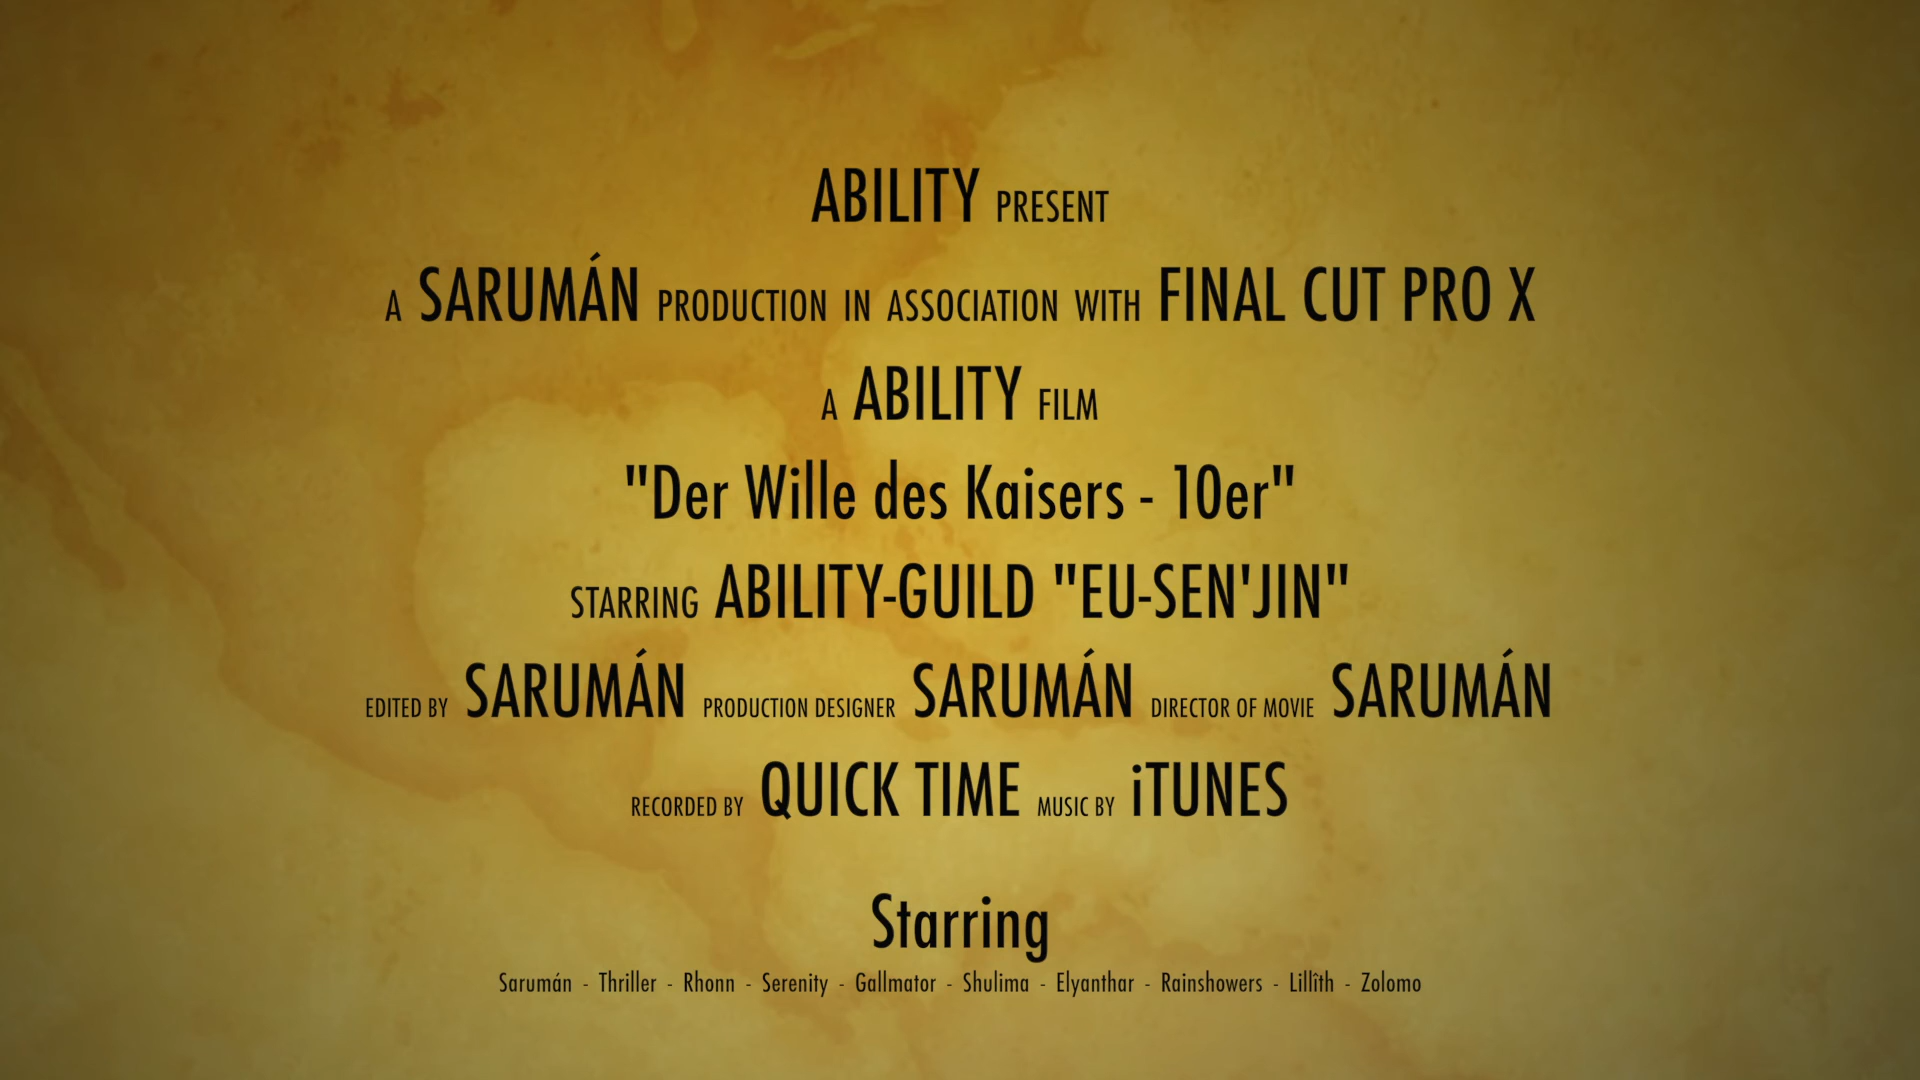 ABILITY PRESENT
A SARUMÁN PRODUCTION IN ASSOCIATION WITH FINAL CUT PRO X
A ABILITY FILM
"Der Wille des Kaisers - 10er"
STARRING ABILITY-GUILD "EU-SEN'JIN"
EDITED BY SARUMÁN PRODUCTION DESIGNER SARUMÁN DIRECTOR OF MOVIE SARUMÁN
RECORDED BY QUICK TIME MUSIC BY iTUNES
Starring
Sarumán - Thriller - Rhonn - Serenity - Gallmator - Shulima - Elyanthar - Rainshowers - Lillîth - Zolomo